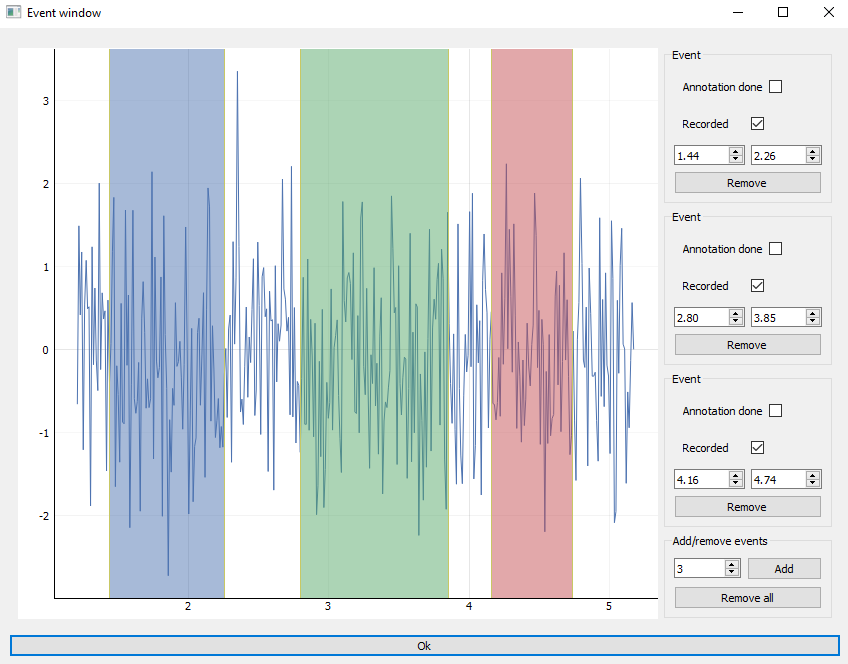 Event window
3
2
1
0
-1
-2
2
3
4
5
Event
Annotation done
Recorded
1.44
2.26
Remove
Event
Annotation done
Recorded
2.80
3.85
Remove
Event
Annotation done
Recorded
4.16
4.74
Remove
Add/remove events
3
Add
Remove all
Ok